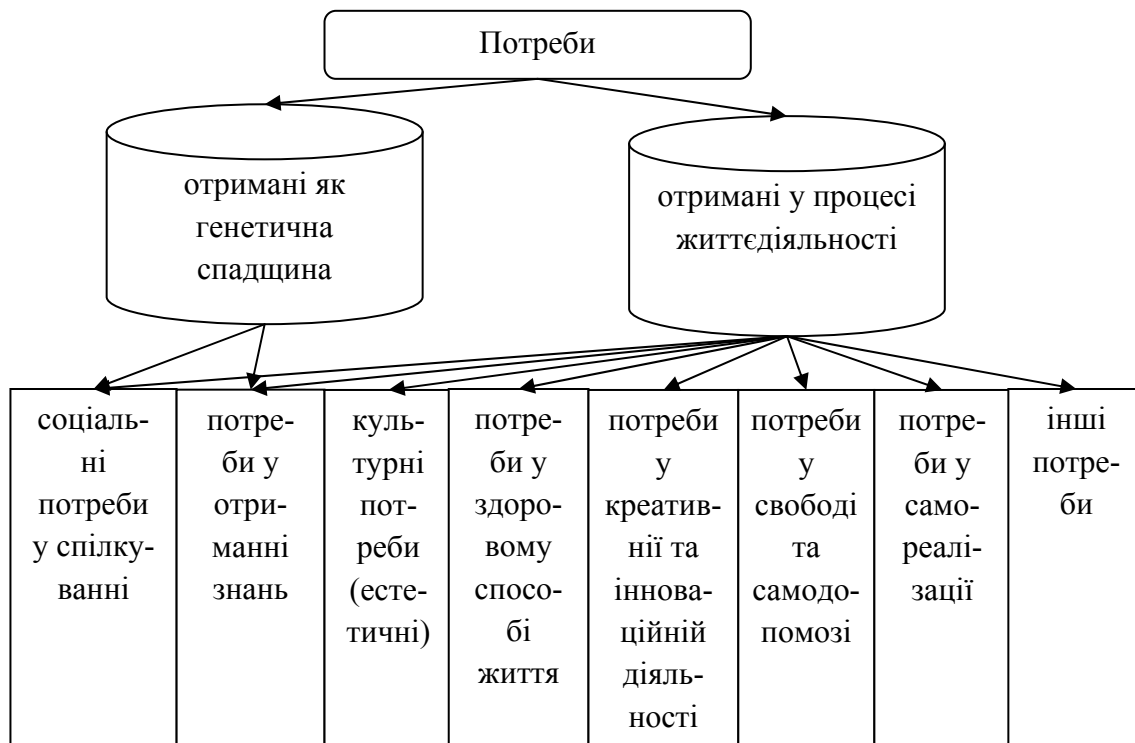 Потреби
отримані як
генетична
спадщина
отримані у процесі
життєдіяльності
соціаль-
ні
потреби
у спілку-
ванні
потре-
би у
отри-
манні
знань
куль-
турні
пот-
реби
(есте-
тичні)
потре-
би у
здоро-
вому
спосо-
бі
життя
потреби
у
креатив-
нії та
іннова-
ційній
діяль-
ності
потреби
у
свободі
та
самодо-
помозі
потре-
би у
само-
реалі-
зації
інші
потре-
би